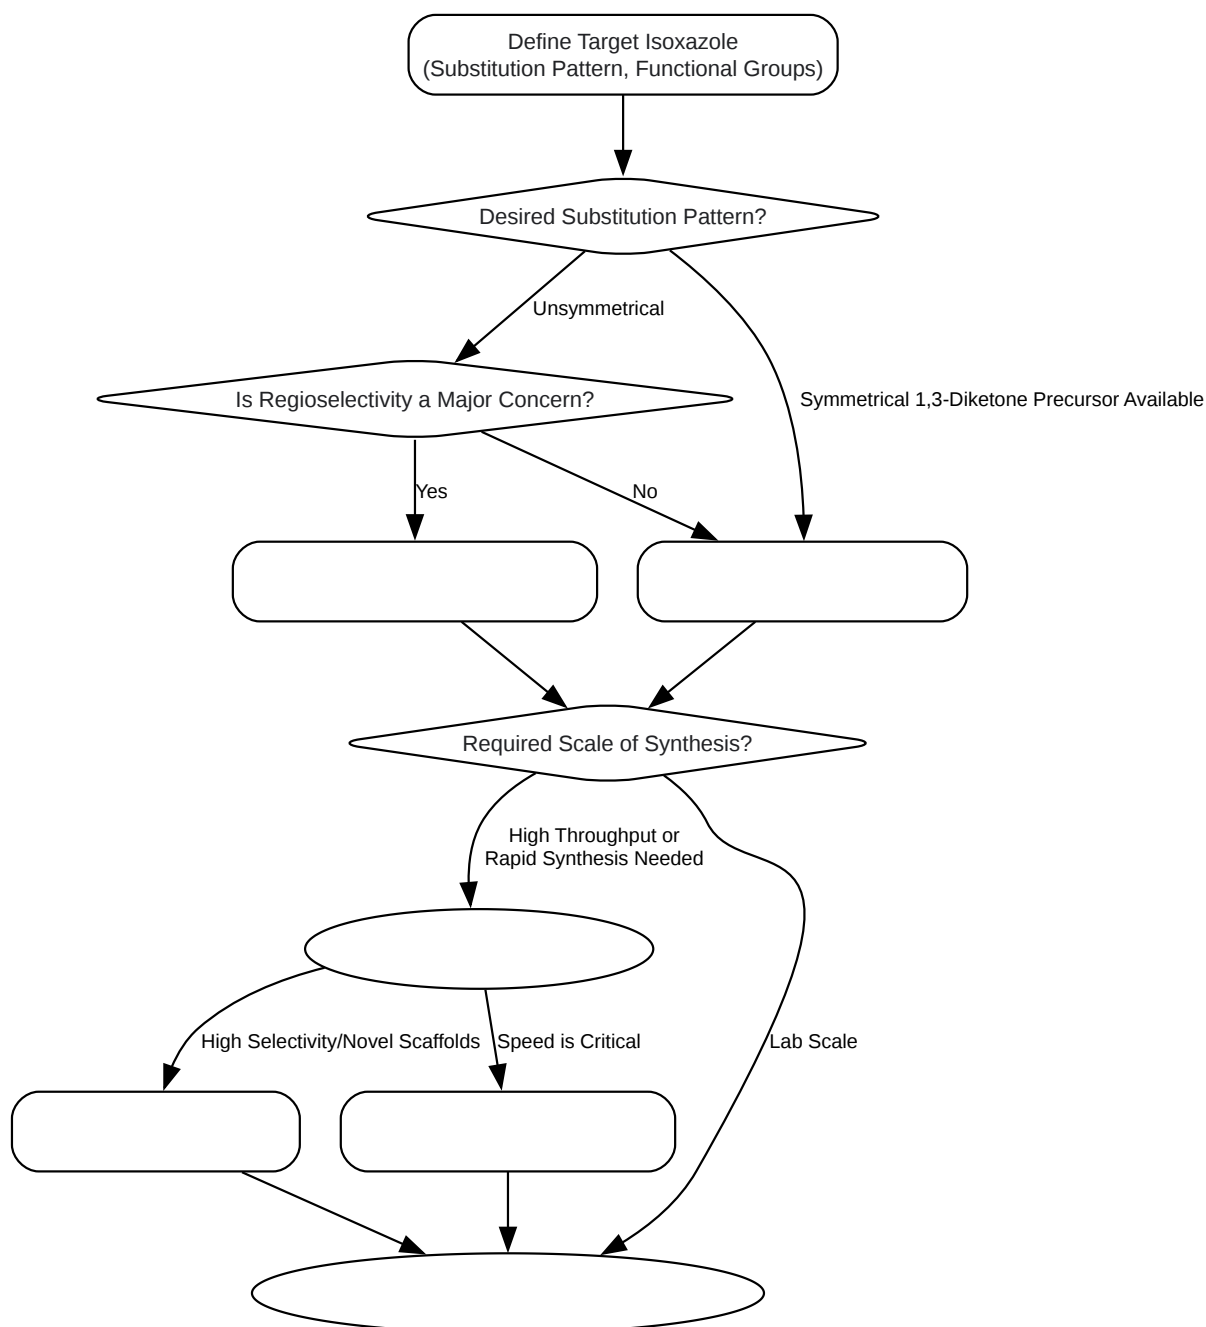 Define Target Isoxazole
(Substitution Pattern, Functional Groups)
Desired Substitution Pattern?
Unsymmetrical
Is Regioselectivity a Major Concern?
Symmetrical 1,3-Diketone Precursor Available
Yes
No
Required Scale of Synthesis?
High Throughput or
Rapid Synthesis Needed
High Selectivity/Novel Scaffolds
Speed is Critical
Lab Scale